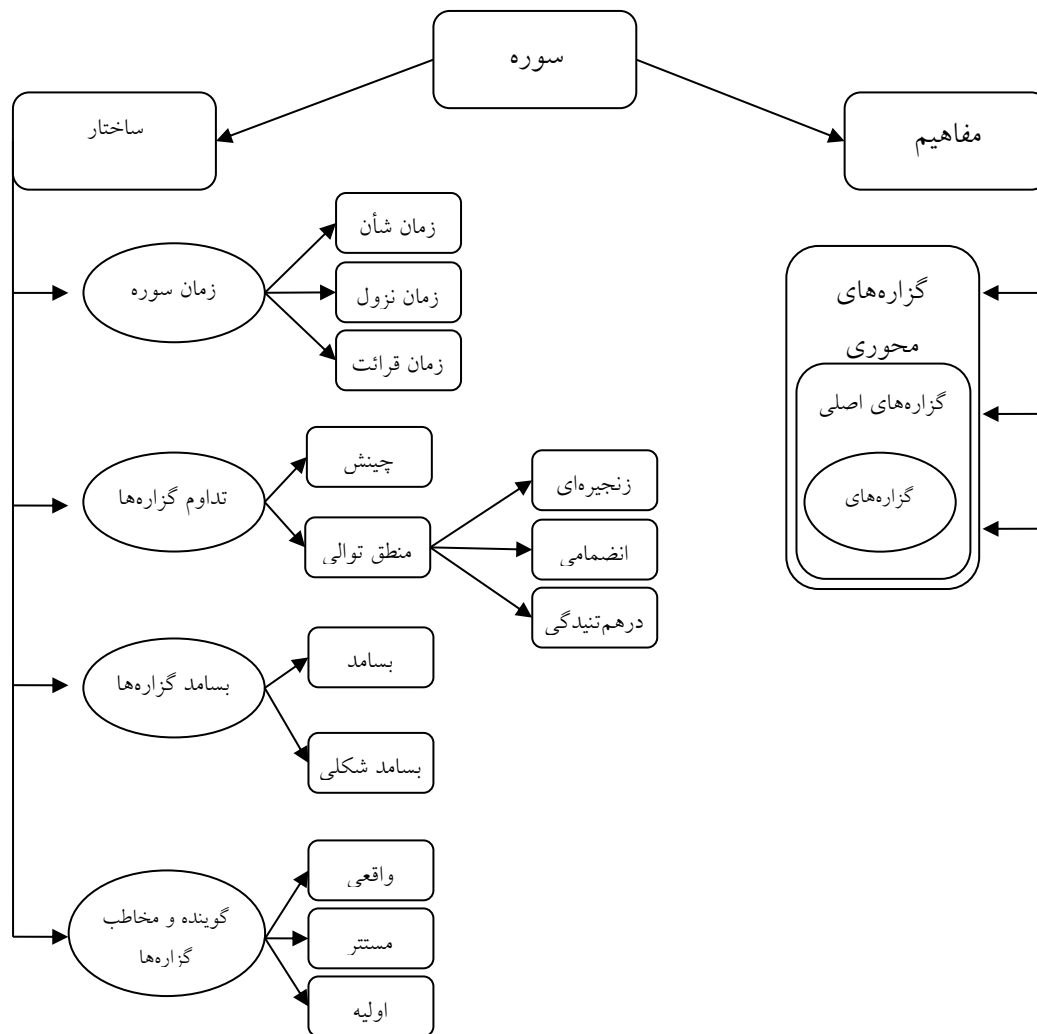 سوره
مفاهیم
ساختار
گزاره‌های
محوری
گزاره‌های اصلی
گزاره‌های
زمان سوره
زمان شأن
زمان نزول
زمان قرائت
تداوم گزاره‌ها
چینش
منطق توالی
زنجیره‌ای
انضمامی
درهم‌تنیدگی
بسامد گزاره‌ها
بسامد
بسامد شکلی
گوینده و مخاطب
گزاره‌ها
واقعی
مستتر
اولیه